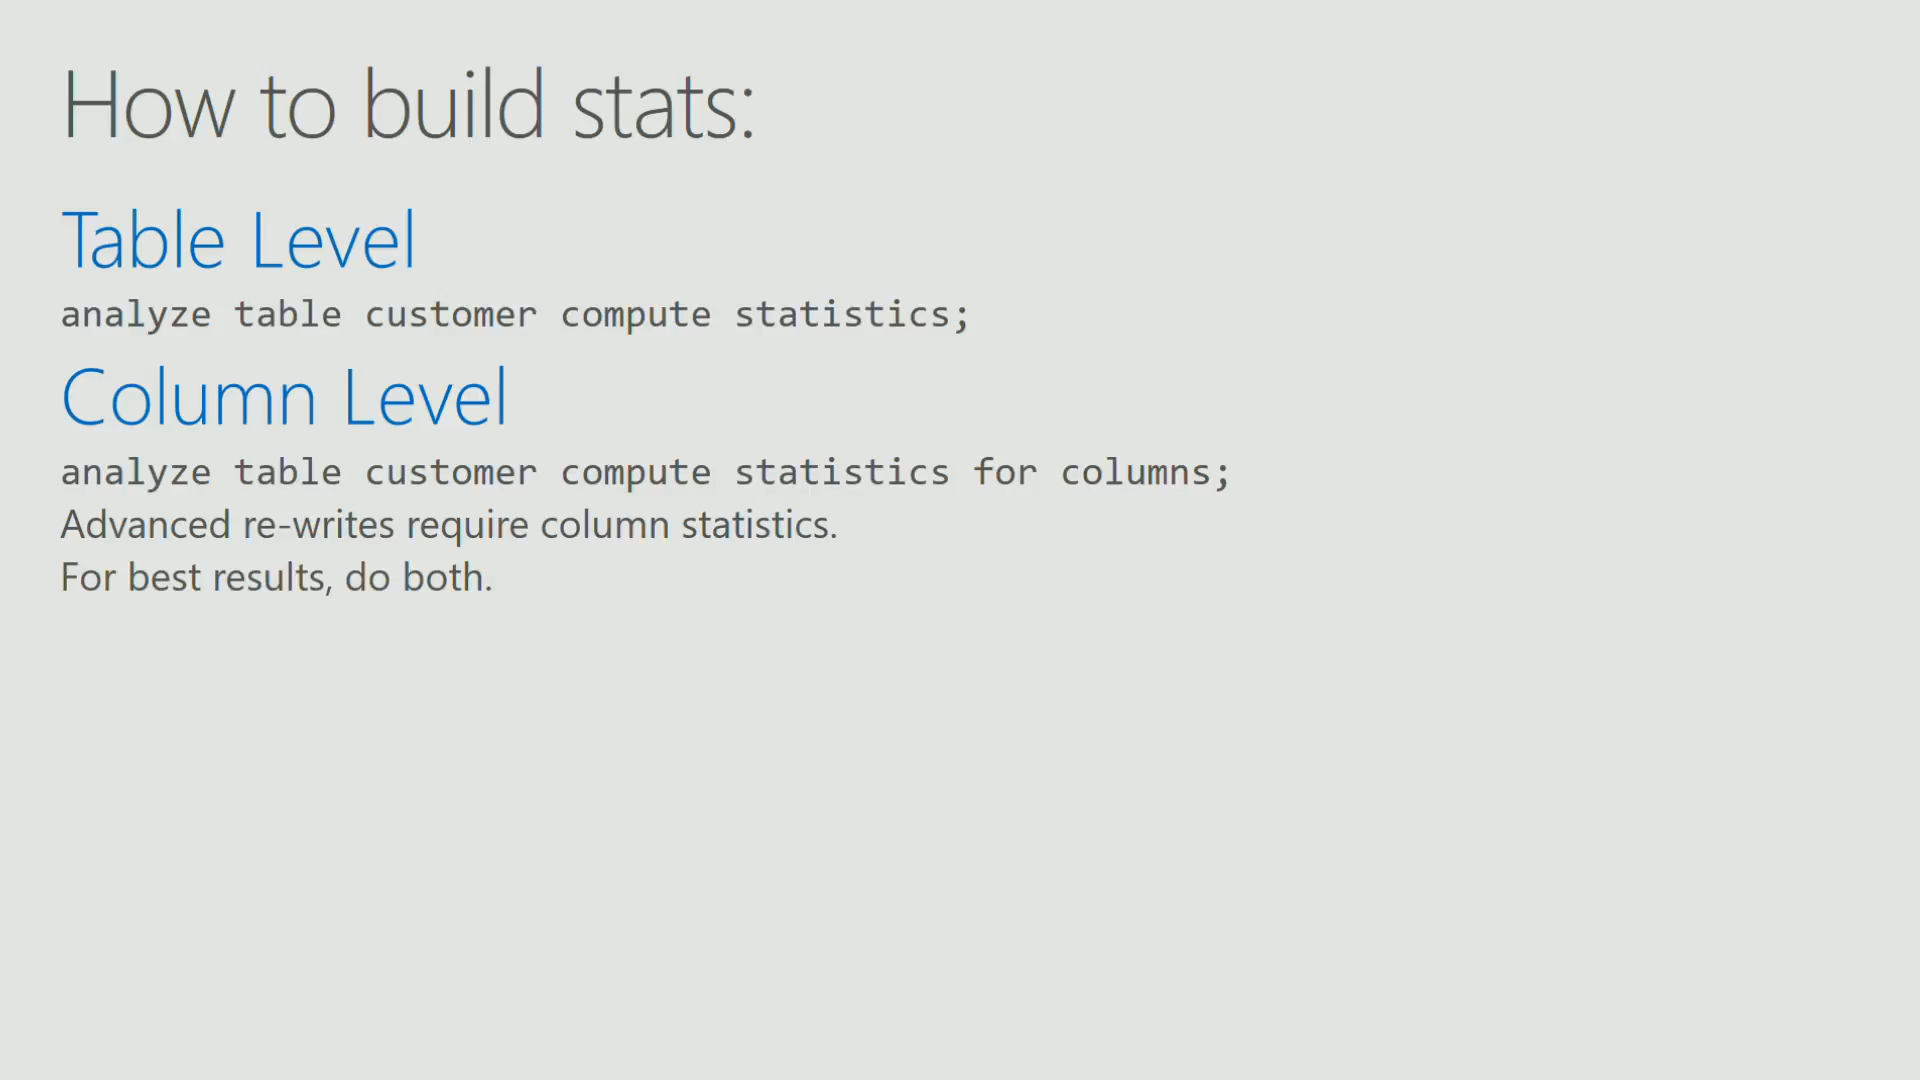 How to build stats:
Table Level
analyze table customer compute statistics;
Column Level
analyze table customer compute statistics for columns;
Advanced re-writes require column statistics.
For best results, do both.